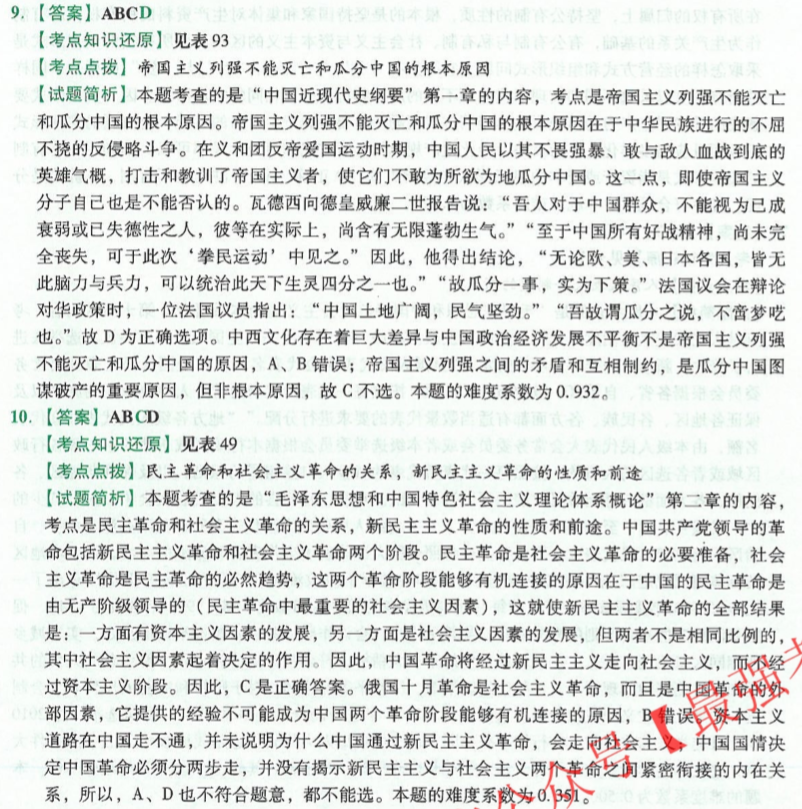 9.【答案】ABCD
【考点知识还原】见表93
【考点点拨】帝国主义列强不能灭亡和瓜分中国的根本原因
【试题简析】本题考查的是“中国近现代史纲要”第一章的内容，考点是帝国主义列强不能灭亡
和瓜分中国的根本原因。帝国主义列强不能灭亡和瓜分中国的根本原因在于中华民族进行的不屈
不挠的反侵略斗争。在义和团反帝爱国运动时期，中国人民以其不畏强暴、敢与敌人血战到底的
英雄气概，打击和教训了帝国主义者，使它们不敢为所欲为地瓜分中国。这一点，即使帝国主义
分子自己也是不能否认的。瓦德西向德皇威廉二世报告说：“吾人对于中国群众，不能视为已成
衰弱或已失德性之人，彼等在实际上，尚含有无限蓬勃生气。”“至于中国所有好战精神，尚未完
全丧失，可于此次‘拳民运动’中见之。”因此，他得出结论，“无论欧、美、日本各国，皆无
此脑力与兵力，可以统治此天下生灵四分之一也。”“故瓜分一事，实为下策。”法国议会在辩论
对华政策时，一位法国议员指出：“中国土地广阔，民气坚劲。”“吾故谓瓜分之说，不啻梦呓
也。”故D为正确选项。中西文化存在着巨大差异与中国政治经济发展不平衡不是帝国主义列强
不能灭亡和瓜分中国的原因，A、B错误；帝国主义列强之间的矛盾和互相制约，是瓜分中国图
谋破产的重要原因，但非根本原因，故C不选。本题的难度系数为0.932。
10.【答案】ABCD
【考点知识还原】见表49
【考点点拨】民主革命和社会主义革命的关系，新民主主义革命的性质和前途
【试题简析】本题考查的是“毛泽东思想和中国特色社会主义理论体系概论”第二章的内容，
考点是民主革命和社会主义革命的关系，新民主主义革命的性质和前途。中国共产党领导的革
命包括新民主主义革命和社会主义革命两个阶段。民主革命是社会主义革命的必要准备，社会
主义革命是民主革命的必然趋势，这两个革命阶段能够有机连接的原因在于中国的民主革命是
由无产阶级领导的（民主革命中最重要的社会主义因素），这就使新民主主义革命的全部结果
是：一方面有资本主义因素的发展，另一方面是社会主义因素的发展，但两者不是相同比例的，
其中社会主义因素起着决定的作用。因此，中国革命将经过新民主主义走向社会主义，而不经
过资本主义阶段。因此，C是正确答案。俄国十月革命是社会主义革命，而且是中国革命的外
部因素，它提供的经验不可能成为中国两个革命阶段能够有机连接的原因，B错误。资本主义
道路在中国走不通，并未说明为什么中国通过新民主主义革命，会走向社会主义。中国国情决
定中国革命必须分两步走，并没有揭示新民主主义与社会主义两个革命之间紧密衔接的内在关
系，所以，A、D也不符合题意，都不能选。本题的难度系数为0.351。
公众号【最强考